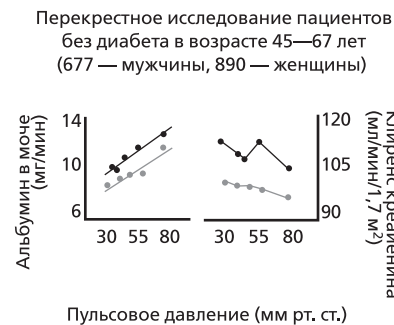 Перекрестное исследование пациентов
без диабета в возрасте 45—67 лет
(677 — мужчины, 890 — женщины)
Альбумин в моче
(мг/мин)
14
10
6
30 55 80
120
105
90
30 55 80
Клиренс креайенина
(мл/мин/1,7 м²)
Пульсовое давление (мм рт. ст.)